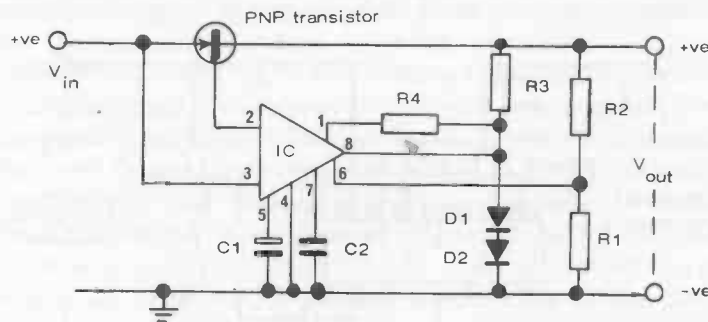 PNP transistor
+ve
+ve
V in
R4
R3
R2
2
1
IC
8
3
6
5
4
7
V out
D1
C1
C2
D2
R1
-ve